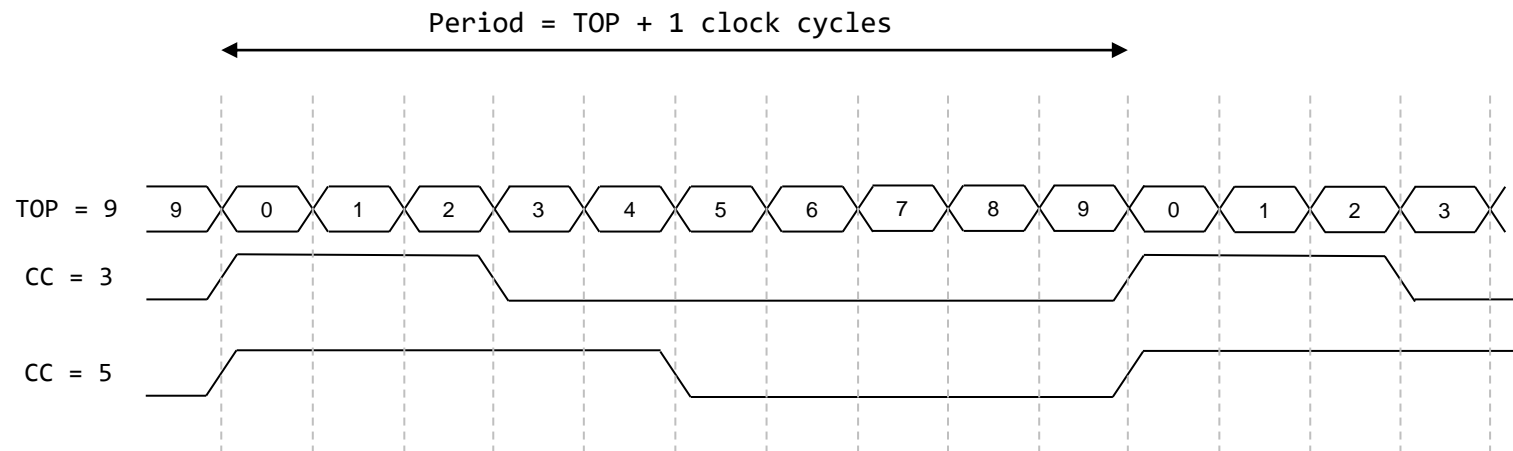 Period = TOP + 1 clock cycles
TOP = 9 9 0 1 2 3 4 5 6 7 8 9 0 1 2 3
CC = 3
CC = 5